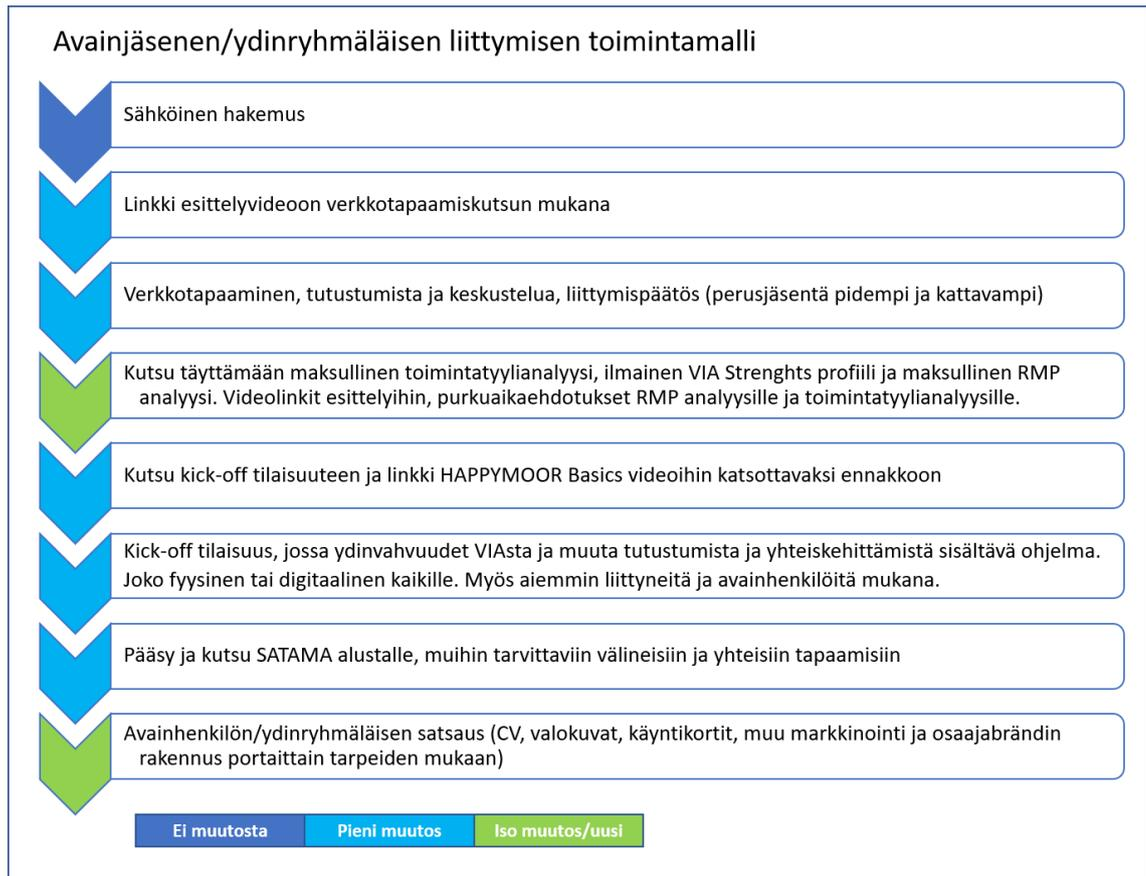 Avainjäsenen/ydinryhmäläisen liittymisen toimintamalli
Sähköinen hakemus
Linkki esittelyvideoon verkkotapaamiskutsun mukana
Verkkotapaaminen, tutustumista ja keskustelua, liittymispäätös (perusjäsentä pidempi ja kattavampi)
Kutsu täyttämään maksullinen toimintatyylianalyysi, ilmainen VIA Strenghts profiili ja maksullinen RMP
analyysi. Videolinkit esittelyihin, purkuaikaehdotukset RMP analyysille ja toimintatyylianalyysille.
Kutsu kick-off tilaisuuteen ja linkki HAPPYMOOR Basics videoihin katsottavaksi ennakkoon
Kick-off tilaisuus, jossa ydinvahvuudet VIAsta ja muuta tutustumista ja yhteiskehittämistä sisältävä ohjelma.
Joko fyysinen tai digitaalinen kaikille. Myös aiemmin liittyneitä ja avainhenkilöitä mukana.
Pääsy ja kutsu SATAMA alustalle, muihin tarvittaviin välineisiin ja yhteisiin tapaamisiin
Avainhenkilön/ydinryhmäläisen satsaus (CV, valokuvat, käyntikortit, muu markkinointi ja osaajabrändin
rakennus portaittain tarpeiden mukaan)
Ei muutosta
Pieni muutos
Iso muutos/uusi